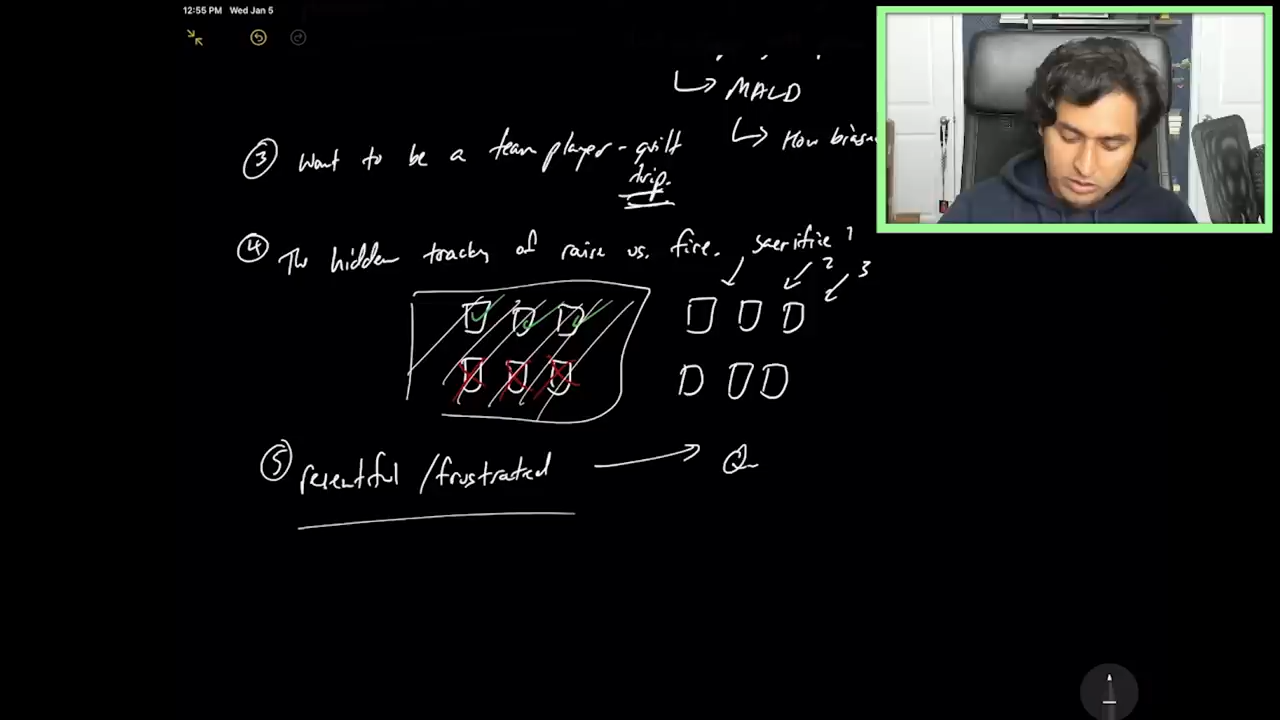 12:55 PM Wed Jan 5
↳ MALD
↳ How
③ Want to be a team player - guilt
trip.
④ The hidden tracks of raise vs. fire. sacrifice 1
2
3
⑤ resentful / frustrated → Q